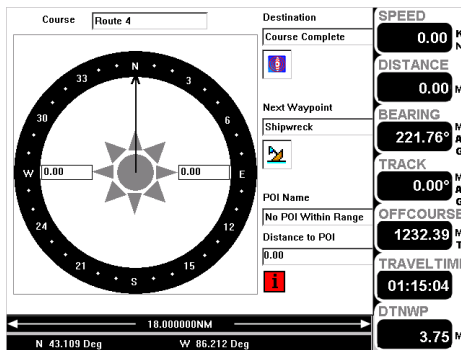 Course Route 4
N
33 3
30 6
W 0.00 0.00 E
24 12
21 15
S
Destination
Course Complete
Next Waypoint
Shipwreck
POI Name
No POI Within Range
Distance to POI
0.00
i
18.000000NM
N 43.109 Deg W 86.212 Deg
SPEED
0.00
DISTANCE
0.00
BEARING
221.76°
TRACK
0.00°
OFFCOURSE
1232.39
TRAVELTIME
01:15:04
DTNWP
3.75